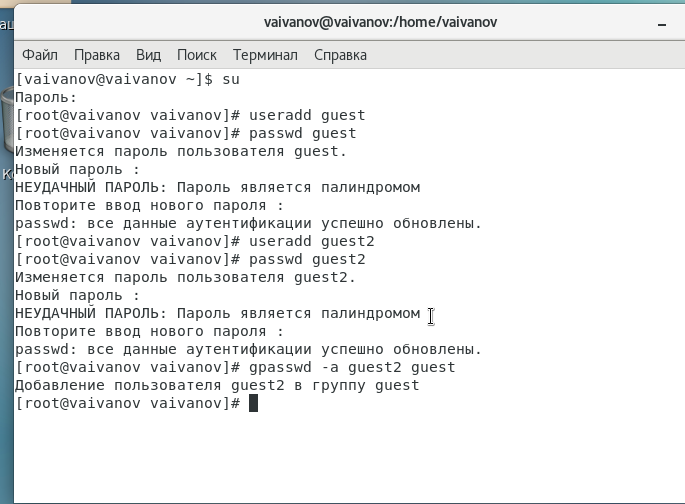 vaivanov@vaivanov:/home/vaivanov
Файл Правка Вид Поиск Терминал Справка
[vaivanov@vaivanov ~]$ su
Пароль:
[root@vaivanov vaivanov]# useradd guest
[root@vaivanov vaivanov]# passwd guest
Изменяется пароль пользователя guest.
Новый пароль :
НЕУДАЧНЫЙ ПАРОЛЬ: Пароль является палиндромом
Повторите ввод нового пароля :
passwd: все данные аутентификации успешно обновлены.
[root@vaivanov vaivanov]# useradd guest2
[root@vaivanov vaivanov]# passwd guest2
Изменяется пароль пользователя guest2.
Новый пароль :
НЕУДАЧНЫЙ ПАРОЛЬ: Пароль является палиндромом
Повторите ввод нового пароля :
passwd: все данные аутентификации успешно обновлены.
[root@vaivanov vaivanov]# gpasswd -a guest2 guest
Добавление пользователя guest2 в группу guest
[root@vaivanov vaivanov]#